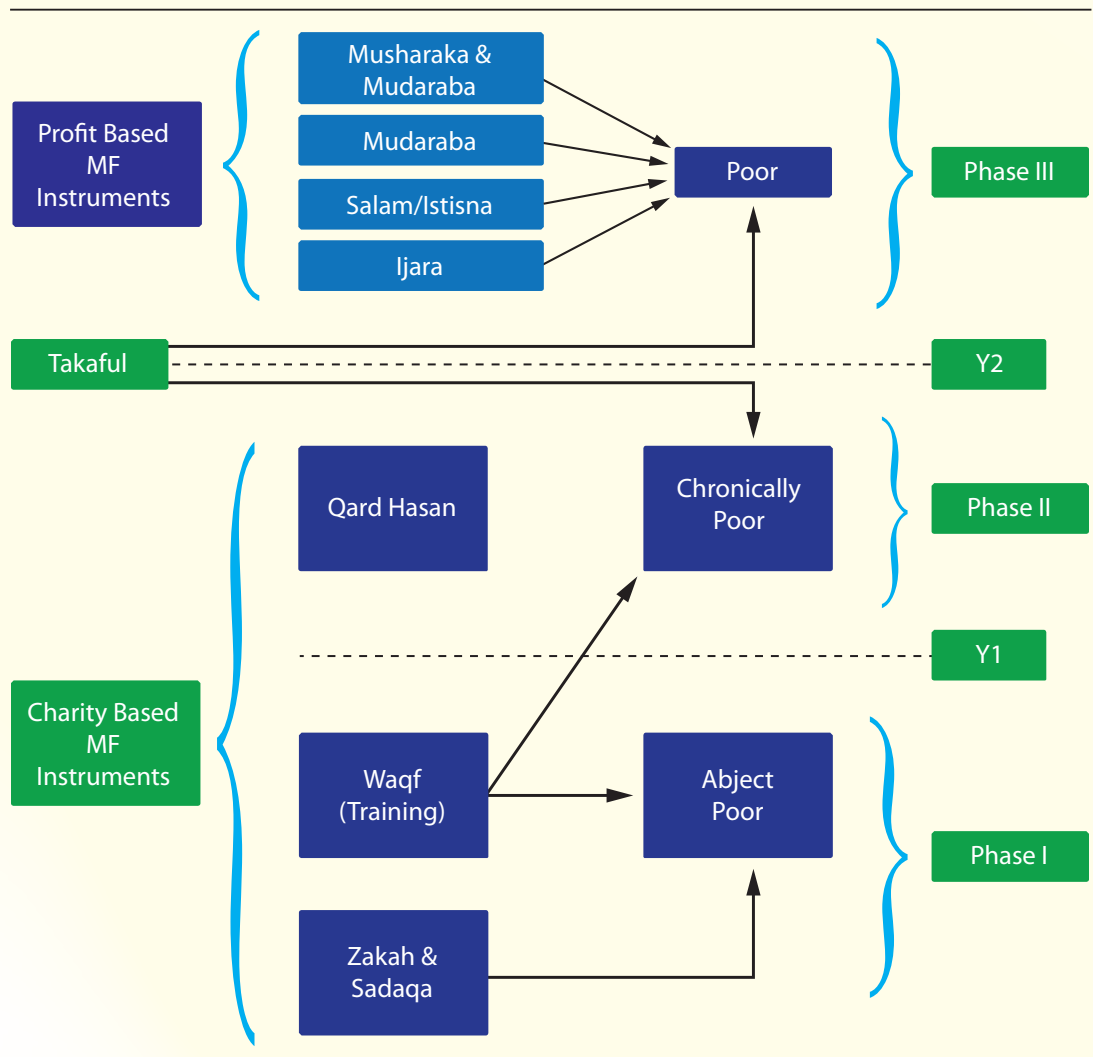 Musharaka &
Mudaraba
Profit Based
MF
Instruments
Mudaraba
Poor
Phase III
Salam/Istisna
Ijara
Takaful
Y2
Qard Hasan
Chronically
Poor
Phase II
Y1
Charity Based
MF
Instruments
Waqf
(Training)
Abject
Poor
Phase I
Zakah &
Sadaqa